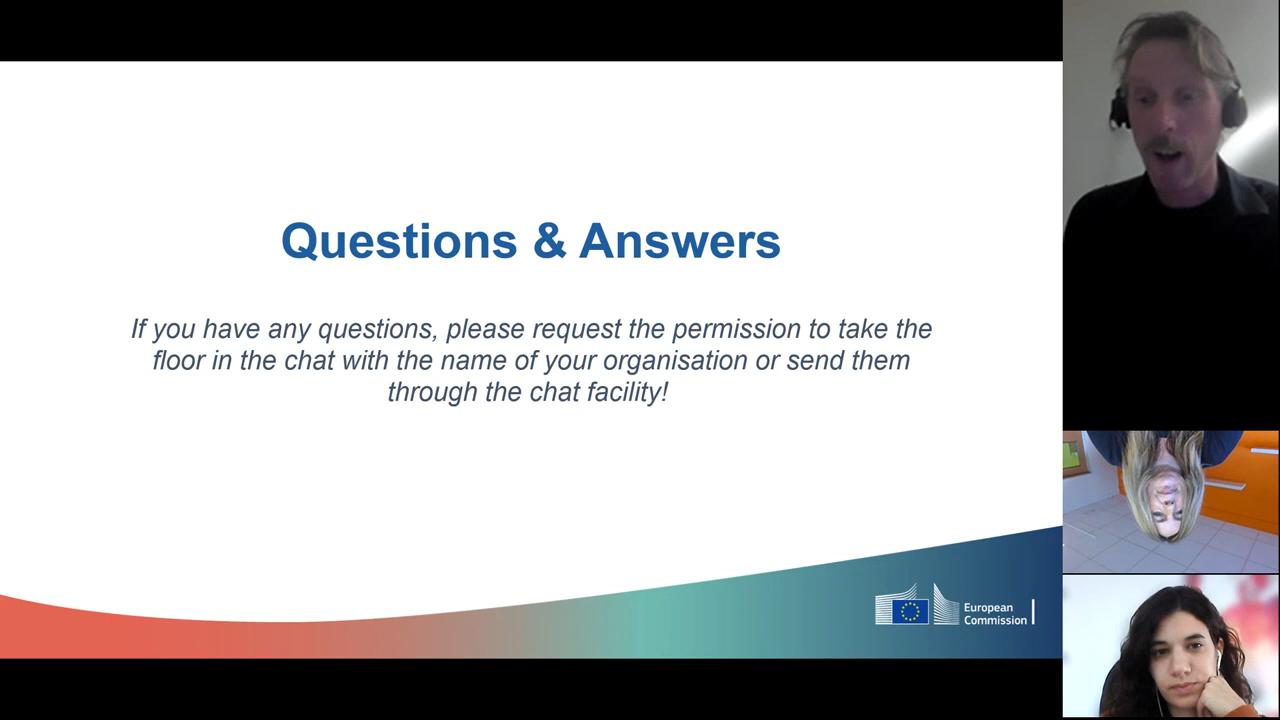 Questions & Answers
If you have any questions, please request the permission to take the
floor in the chat with the name of your organisation or send them
through the chat facility!
European
Commission